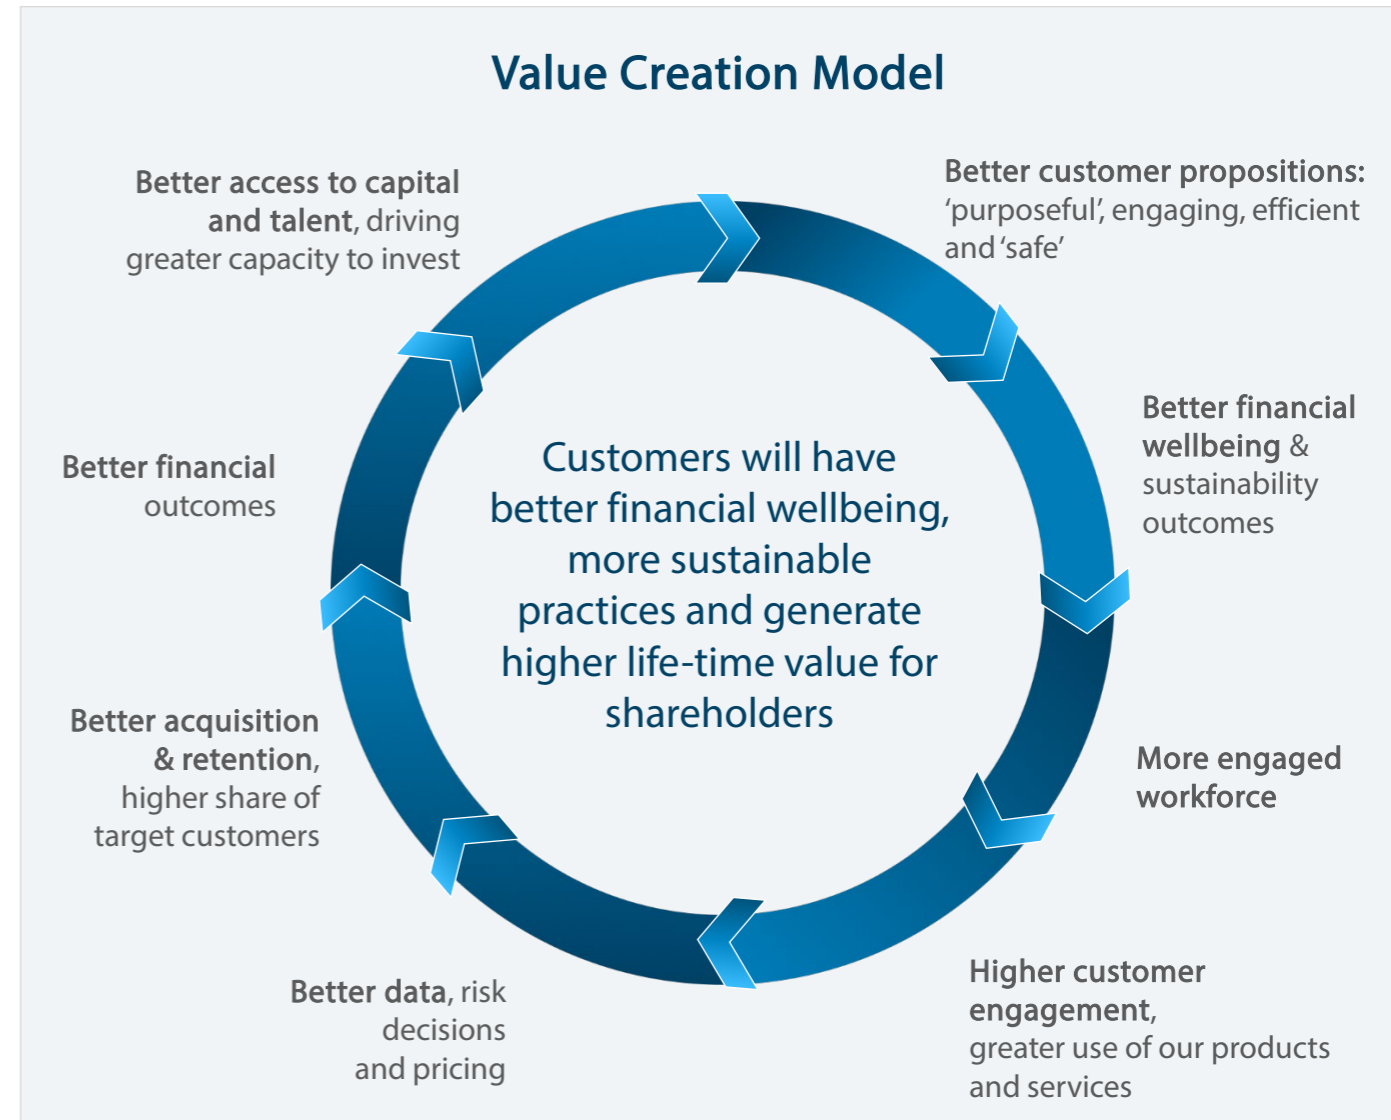 Value Creation Model
Better customer propositions:
‘purposeful’, engaging, efficient
and ‘safe’
Better financial
wellbeing &
sustainability
outcomes
More engaged
workforce
Higher customer
engagement,
greater use of our products
and services
Better data, risk
decisions
and pricing
Better acquisition
& retention,
higher share of
target customers
Better financial
outcomes
Better access to capital
and talent, driving
greater capacity to invest
Customers will have
better financial wellbeing,
more sustainable
practices and generate
higher life-time value for
shareholders